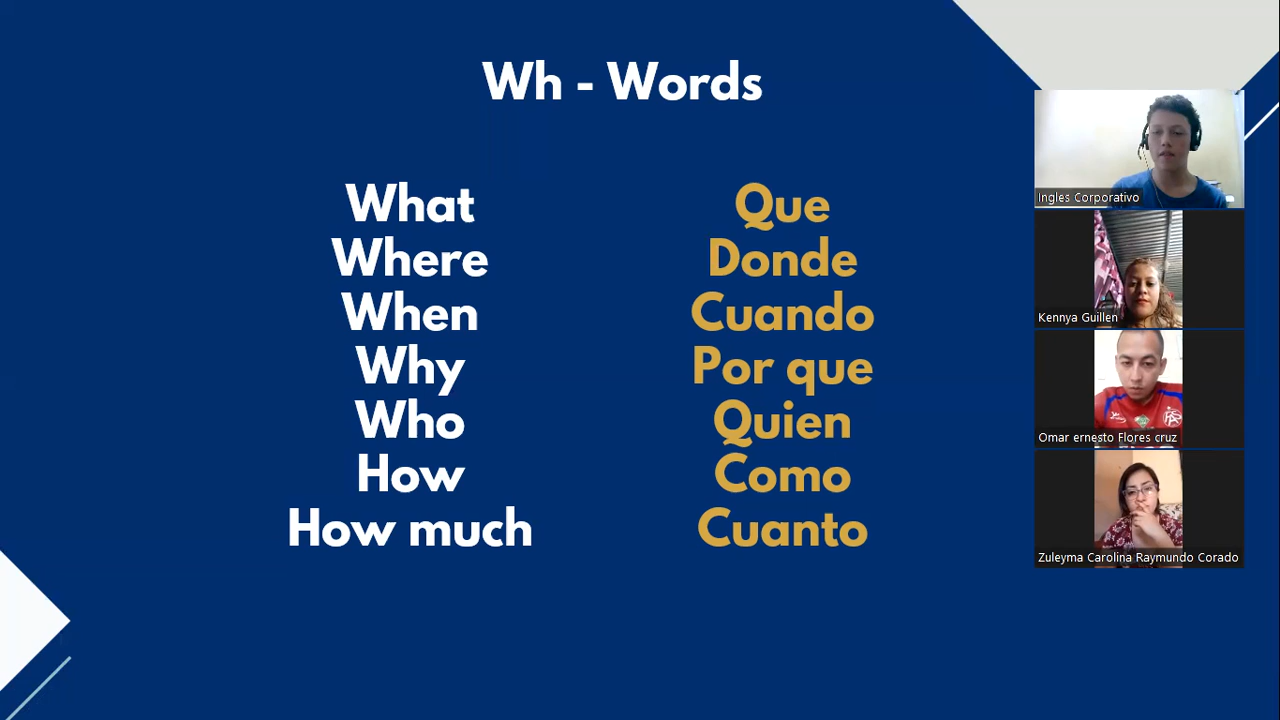 Wh - Words
What Que
Where Donde
When Cuando
Why Por que
Who Quien
How Como
How much Cuanto
Ingles Corporativo
Kennya Guillen
Omar ernesto Flores cruz
Zuleyma Carolina Raymundo Corado